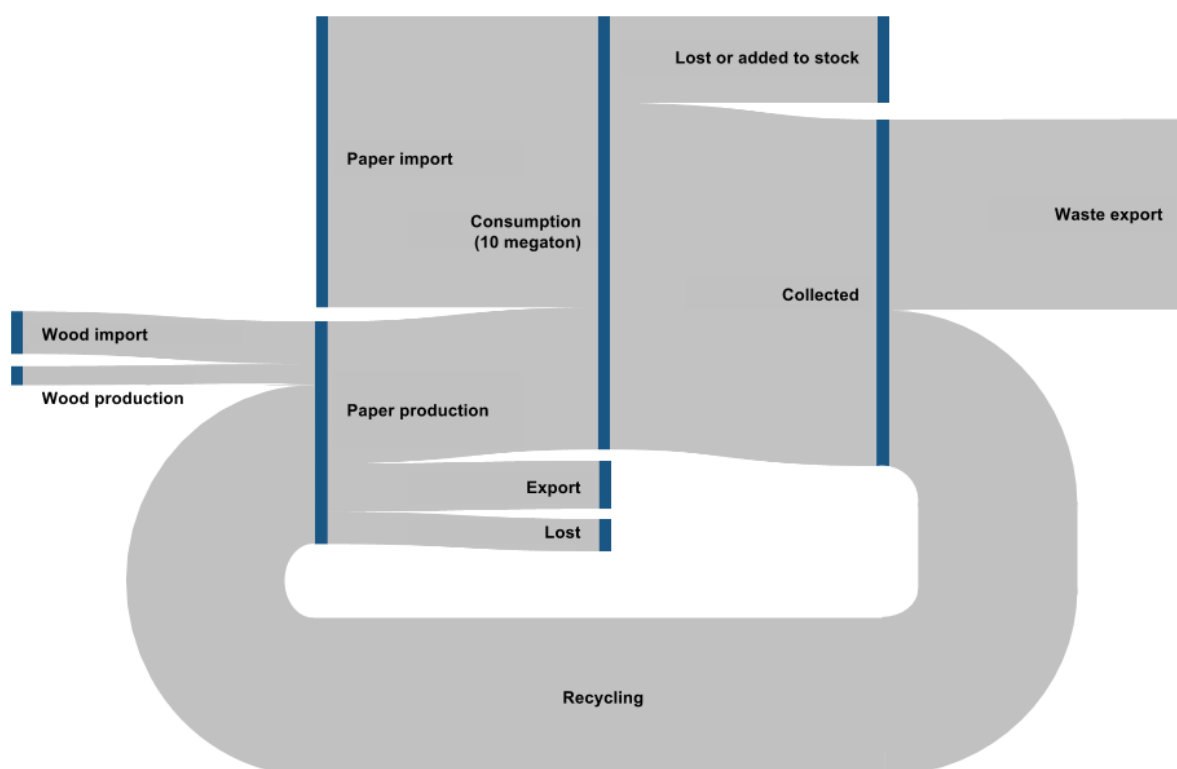 Lost or added to stock
Paper import
Consumption
(10 megaton)
Waste export
Collected
Wood import
Wood production
Paper production
Export
Lost
Recycling